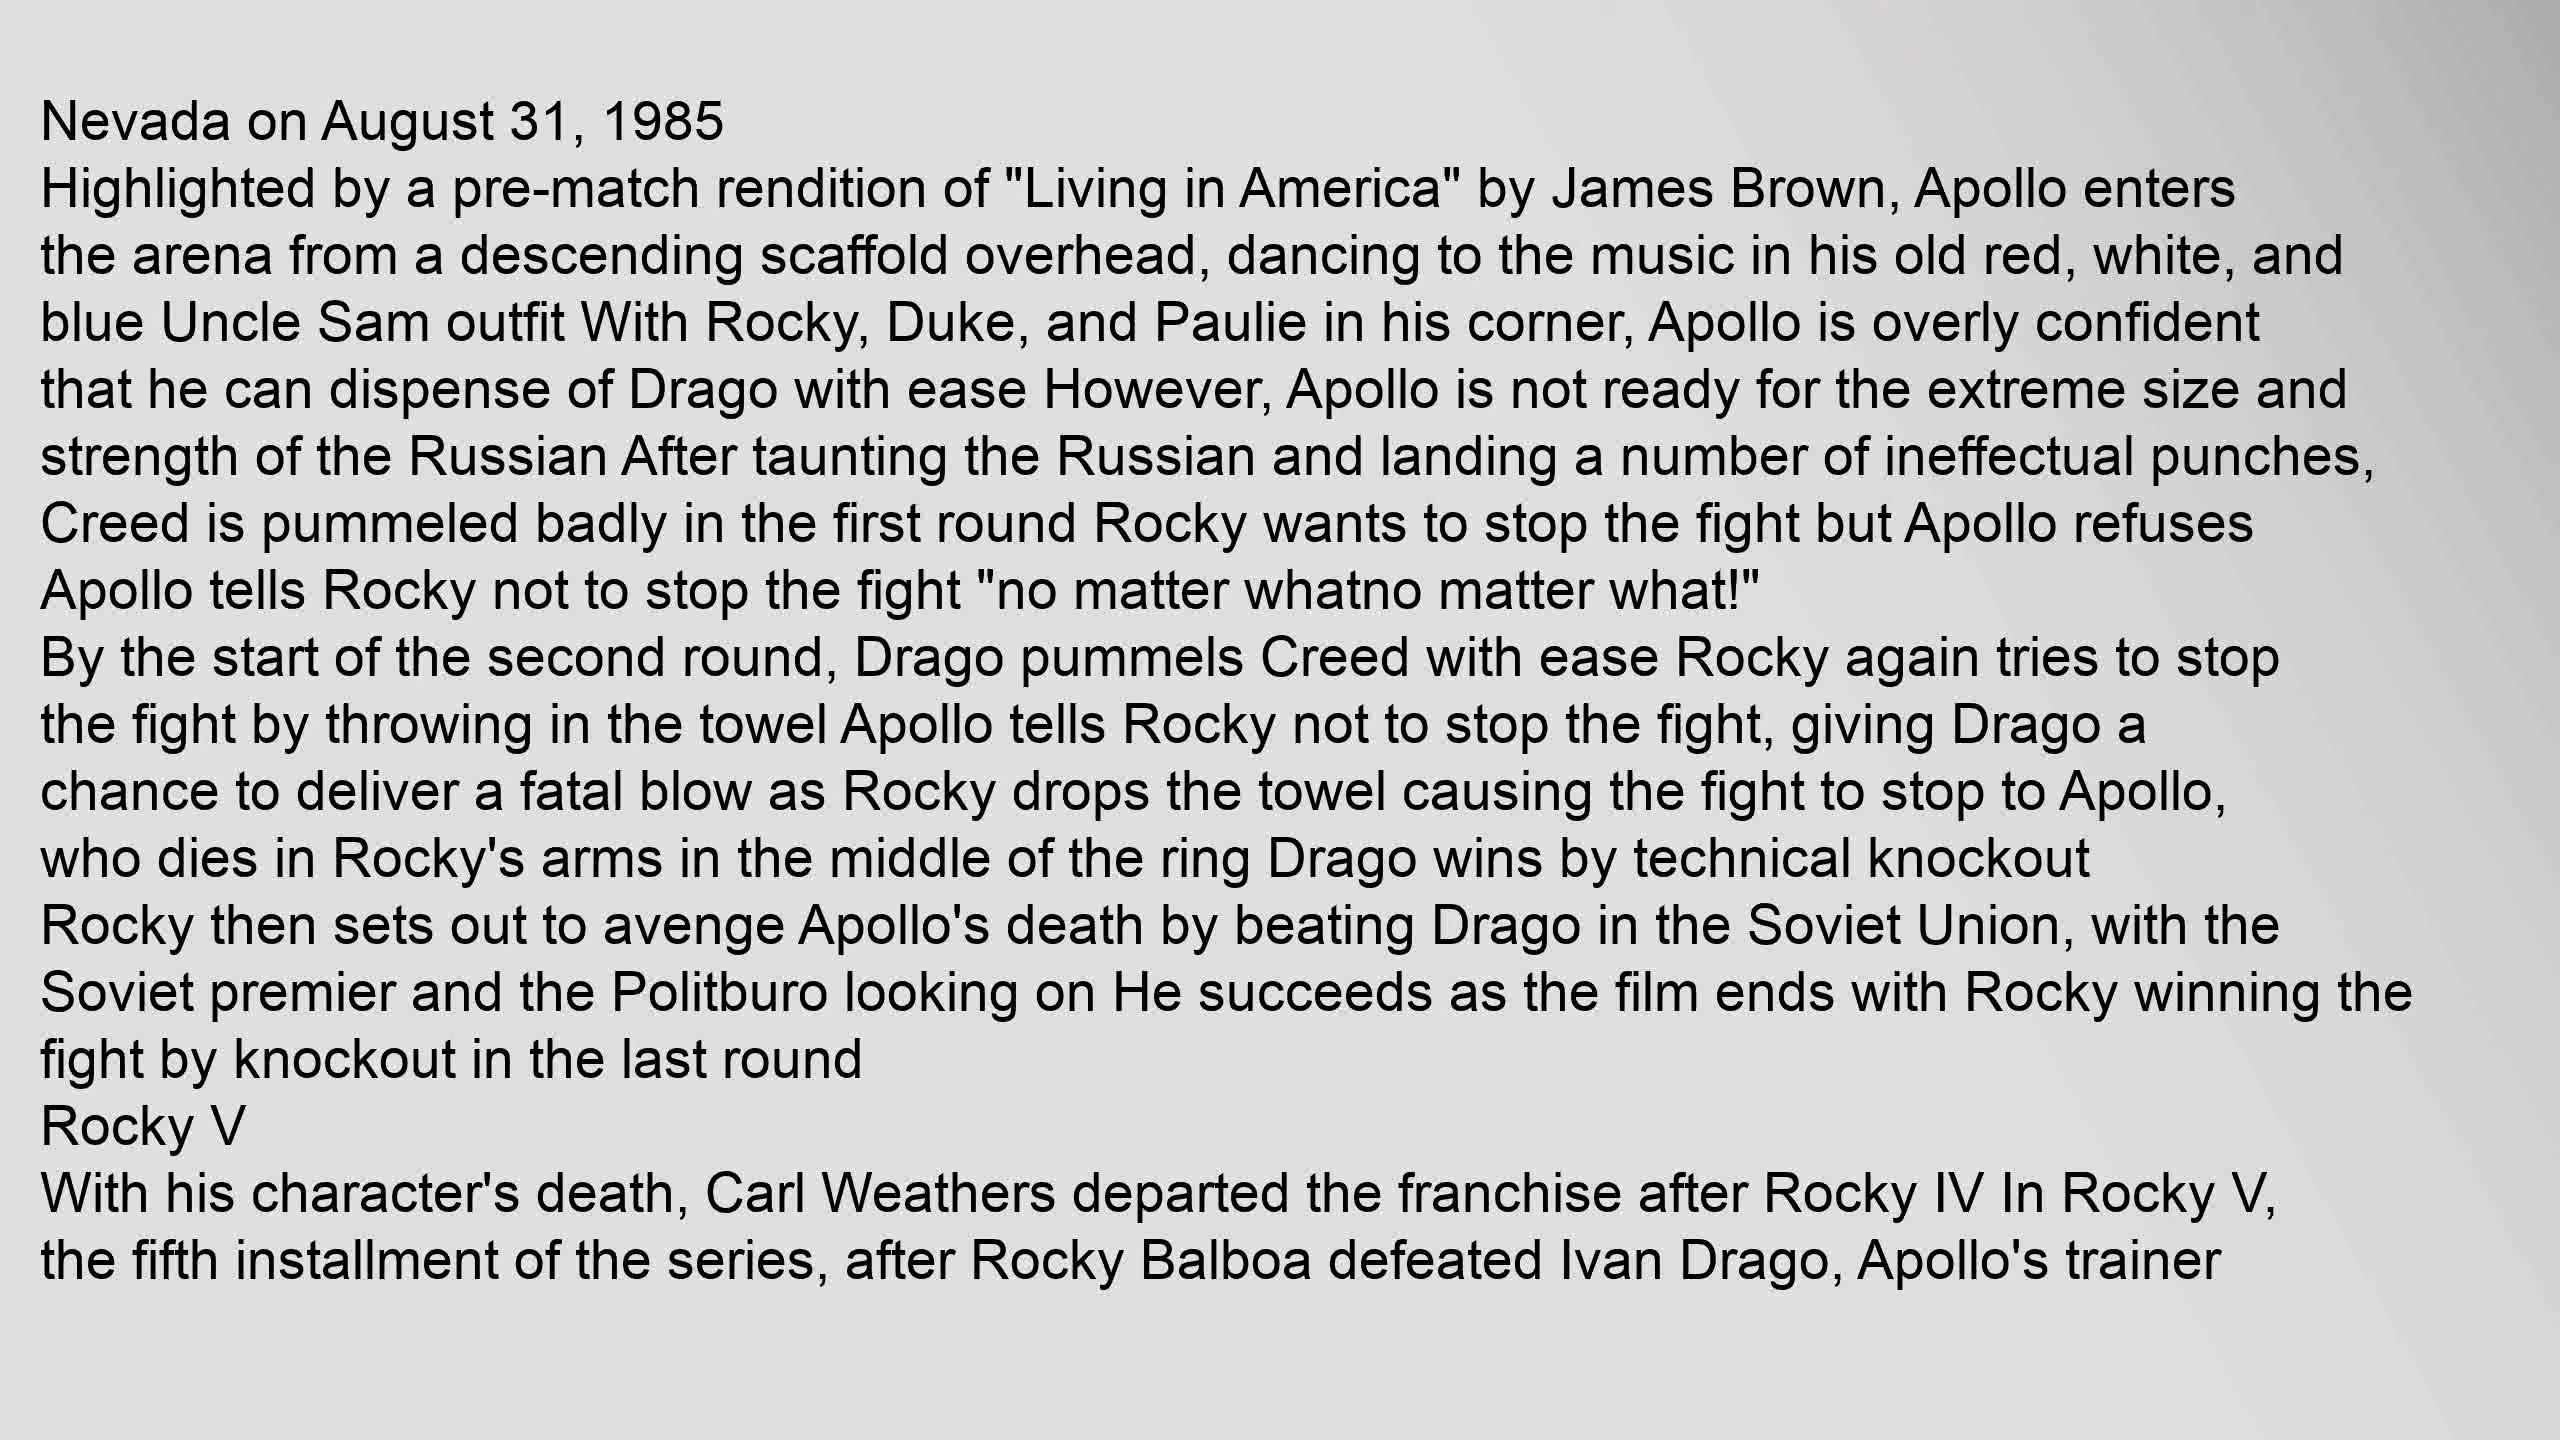 Nevada on August 31, 1985
Highlighted by a pre-match rendition of "Living in America" by James Brown, Apollo enters
the arena from a descending scaffold overhead, dancing to the music in his old red, white, and
blue Uncle Sam outfit With Rocky, Duke, and Paulie in his corner, Apollo is overly confident
that he can dispense of Drago with ease However, Apollo is not ready for the extreme size and
strength of the Russian After taunting the Russian and landing a number of ineffectual punches,
Creed is pummeled badly in the first round Rocky wants to stop the fight but Apollo refuses
Apollo tells Rocky not to stop the fight "no matter whatno matter what!"
By the start of the second round, Drago pummels Creed with ease Rocky again tries to stop
the fight by throwing in the towel Apollo tells Rocky not to stop the fight, giving Drago a
chance to deliver a fatal blow as Rocky drops the towel causing the fight to stop to Apollo,
who dies in Rocky's arms in the middle of the ring Drago wins by technical knockout
Rocky then sets out to avenge Apollo's death by beating Drago in the Soviet Union, with the
Soviet premier and the Politburo looking on He succeeds as the film ends with Rocky winning the
fight by knockout in the last round
Rocky V
With his character's death, Carl Weathers departed the franchise after Rocky IV In Rocky V,
the fifth installment of the series, after Rocky Balboa defeated Ivan Drago, Apollo's trainer